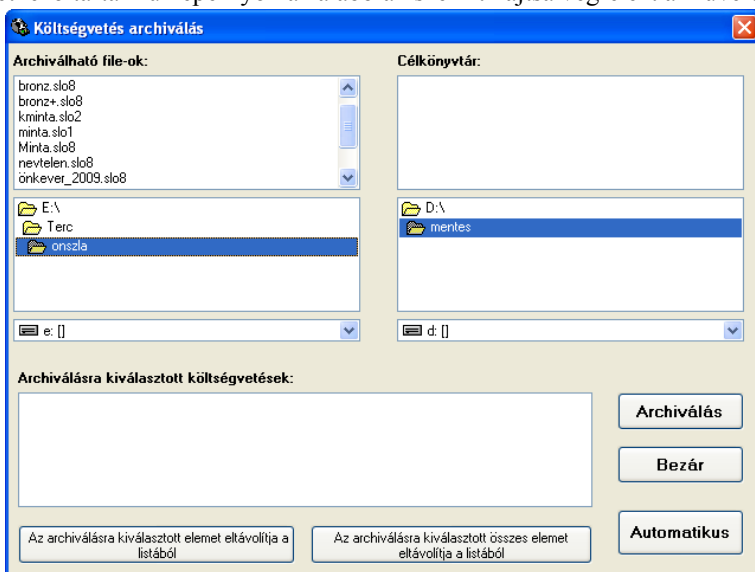 Költségvetés archiválás
Archiválható file-ok:
Célkönyvtár:
bronz.slo8
bronz+.slo8
kminta.slo2
minta.slo1
Minta.slo8
nevtelen.slo8
önkever_2009.slo8
E:\
Terc
onszla
D:\
mentes
e: []
d: []
Archiválásra kiválasztott költségvetések:
Archiválás
Bezár
Automatikus
Az archiválásra kiválasztott elemet eltávolítja a
listából
Az archiválásra kiválasztott összes elemet
eltávolítja a listából